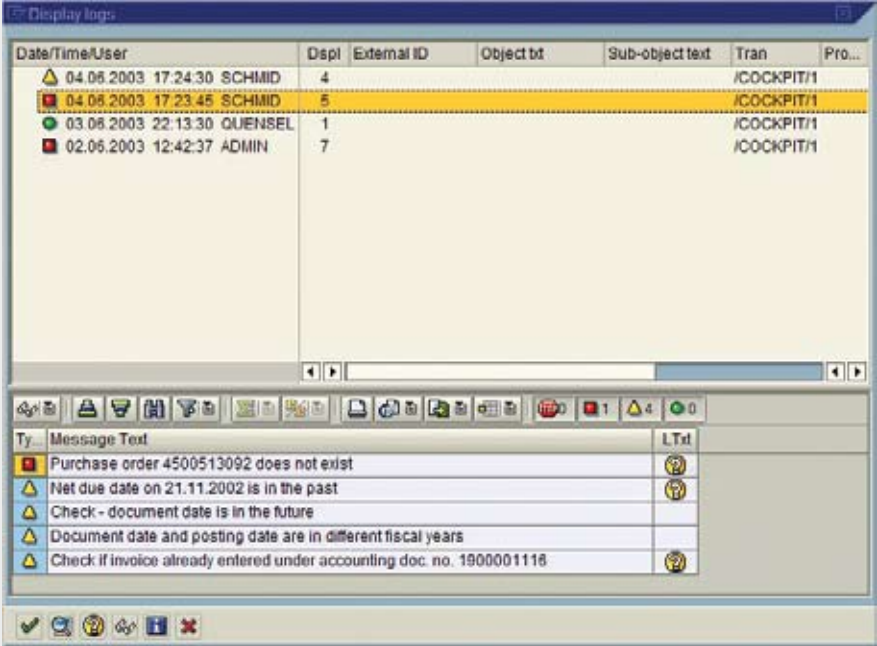 Display logs
Date/Time/User Dspl External ID Object txt Sub-object text Tran Pro...
04.06.2003 17:24:30 SCHMID 4 /COCKPIT/1
04.06.2003 17:23:45 SCHMID 5 /COCKPIT/1
03.06.2003 22:13:30 QUENSEL 1 /COCKPIT/1
02.06.2003 12:42:37 ADMIN 7 /COCKPIT/1
0 1 4 0
Ty... Message Text LTxt
Purchase order 4500513092 does not exist
Net due date on 21.11.2002 is in the past
Check - document date is in the future
Document date and posting date are in different fiscal years
Check if invoice already entered under accounting doc. no. 1900001116